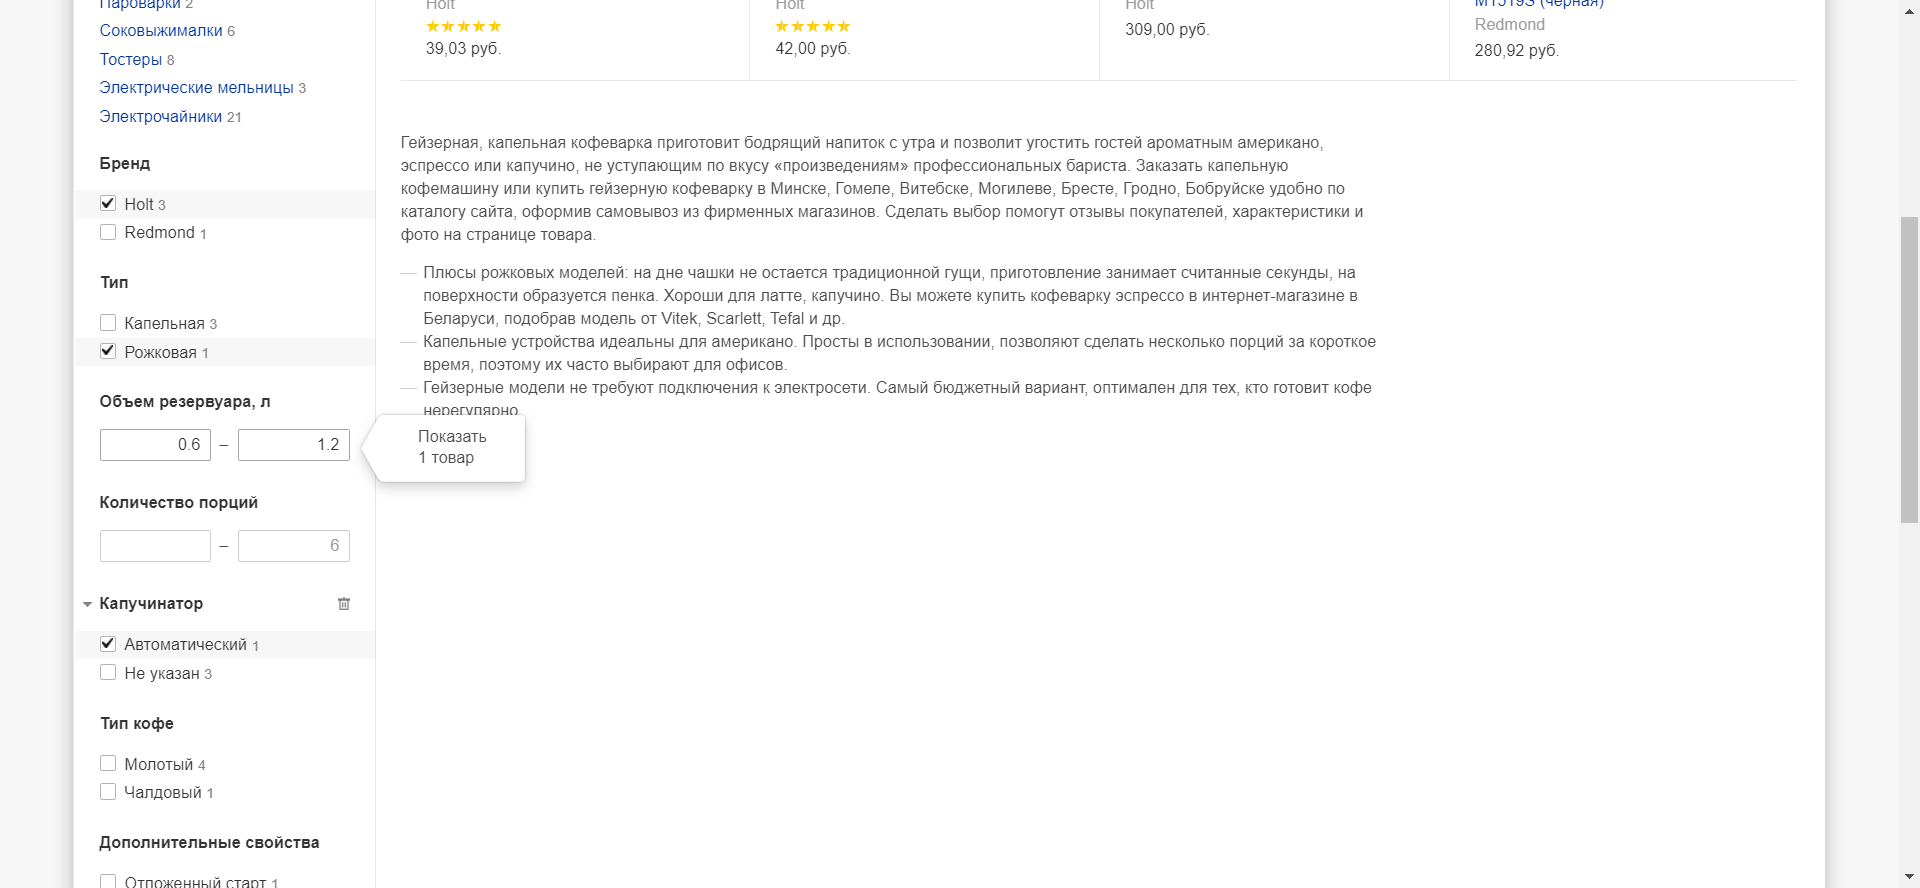 Пароварки 2
Соковыжималки 6
Тостеры 8
Электрические мельницы 3
Электрочайники 21
Бренд
Holt 3
Redmond 1
Тип
Капельная 3
Рожковая 1
Объем резервуара, л
0.6 – 1.2
Количество порций
– 6
Капучинатор
Автоматический 1
Не указан 3
Тип кофе
Молотый 4
Чалдовый 1
Дополнительные свойства
Отложенный старт 1
Holt
39,03 руб.
Holt
42,00 руб.
Holt
309,00 руб.
M1519S (черная)
Redmond
280,92 руб.
Гейзерная, капельная кофеварка приготовит бодрящий напиток с утра и позволит угостить гостей ароматным американо,
эспрессо или капучино, не уступающим по вкусу «произведениям» профессиональных бариста. Заказать капельную
кофемашину или купить гейзерную кофеварку в Минске, Гомеле, Витебске, Могилеве, Бресте, Гродно, Бобруйске удобно по
каталогу сайта, оформив самовывоз из фирменных магазинов. Сделать выбор помогут отзывы покупателей, характеристики и
фото на странице товара.
— Плюсы рожковых моделей: на дне чашки не остается традиционной гущи, приготовление занимает считанные секунды, на
поверхности образуется пенка. Хороши для латте, капучино. Вы можете купить кофеварку эспрессо в интернет-магазине в
Беларуси, подобрав модель от Vitek, Scarlett, Tefal и др.
— Капельные устройства идеальны для американо. Просты в использовании, позволяют сделать несколько порций за короткое
время, поэтому их часто выбирают для офисов.
— Гейзерные модели не требуют подключения к электросети. Самый бюджетный вариант, оптимален для тех, кто готовит кофе
нерегулярно
Показать
1 товар